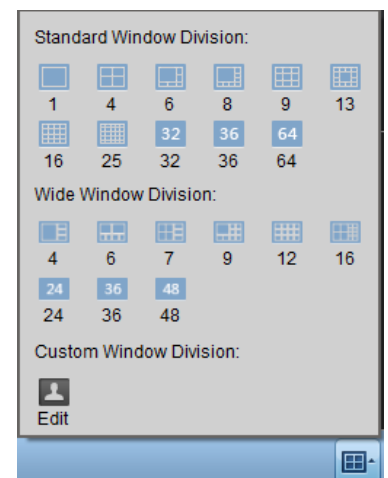 Standard Window Division:
1 4 6 8 9 13
32 36 64
16 25 32 36 64
Wide Window Division:
4 6 7 9 12 16
24 36 48
24 36 48
Custom Window Division:
Edit